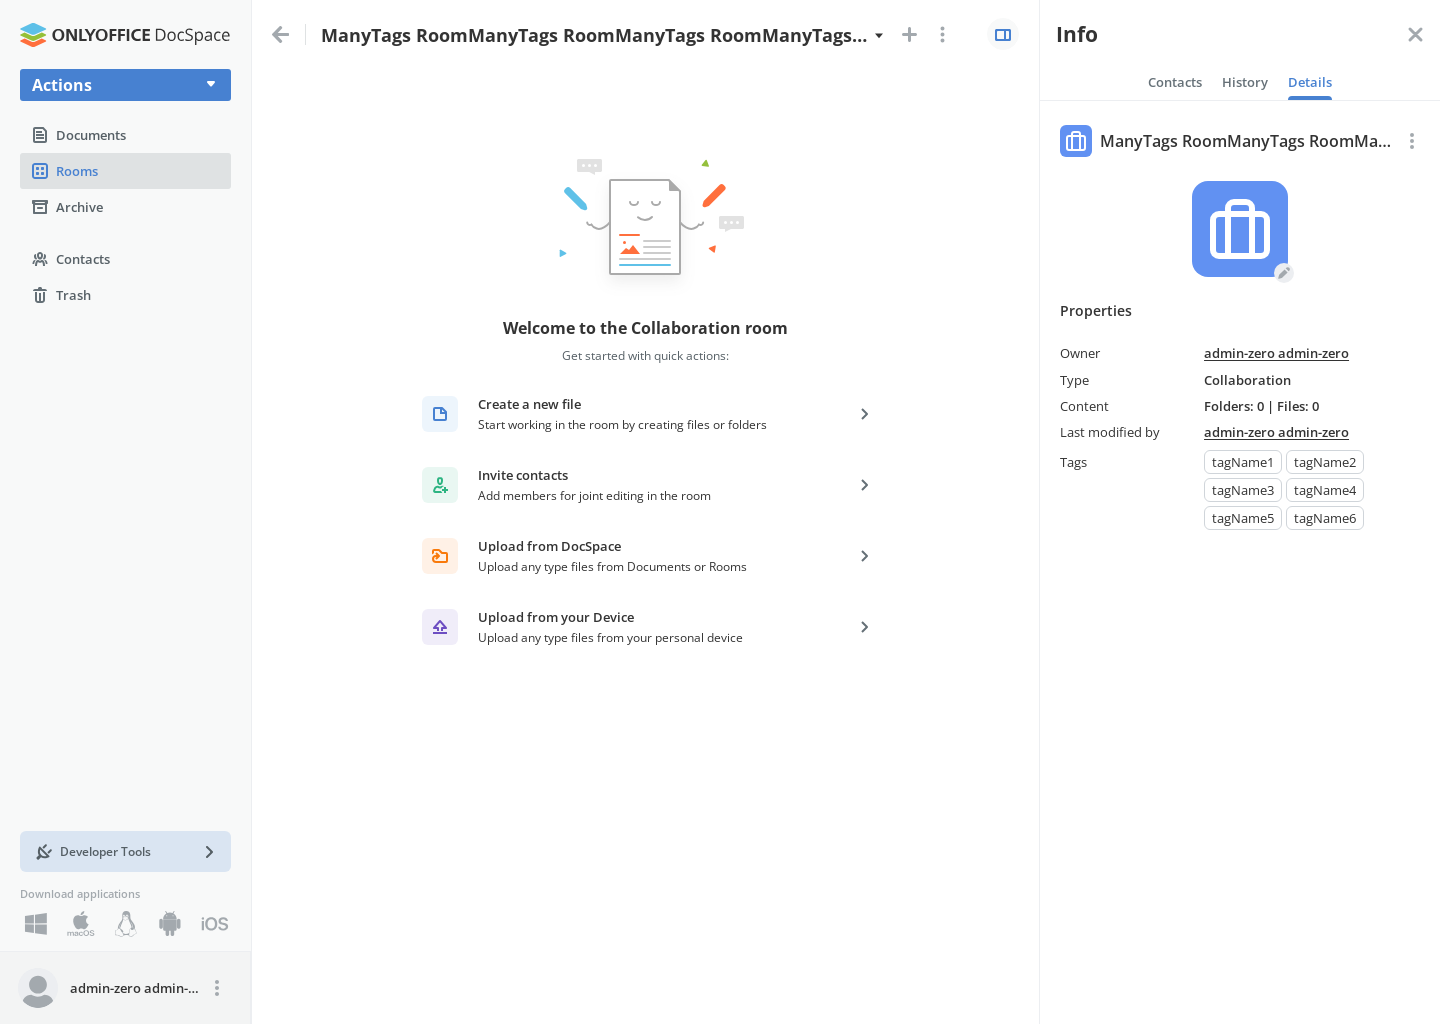 ONLYOFFICE DocSpace
Actions
Documents
Rooms
Archive
Contacts
Trash
Developer Tools
Download applications
macOS
iOS
admin-zero admin-...
ManyTags RoomManyTags RoomManyTags RoomManyTags...
Welcome to the Collaboration room
Get started with quick actions:
Create a new file
Start working in the room by creating files or folders
Invite contacts
Add members for joint editing in the room
Upload from DocSpace
Upload any type files from Documents or Rooms
Upload from your Device
Upload any type files from your personal device
Info
Contacts History Details
ManyTags RoomManyTags RoomMa...
Properties
Owner admin-zero admin-zero
Type Collaboration
Content Folders: 0 | Files: 0
Last modified by admin-zero admin-zero
Tags tagName1 tagName2
tagName3 tagName4
tagName5 tagName6